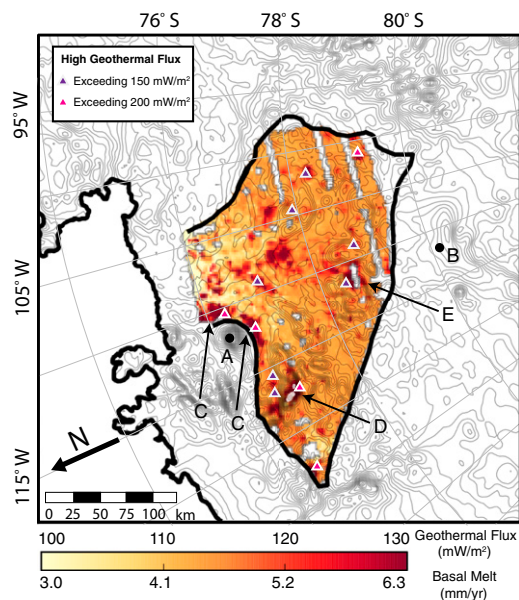 76° S
78° S
80° S
High Geothermal Flux
Exceeding 150 mW/m²
Exceeding 200 mW/m²
95° W
105° W
115° W
A
B
C
C
D
E
N
0 25 50 75 100
km
100 120 130
Geothermal Flux
(mW/m²)
3.0 4.1 5.2 6.3
Basal Melt
(mm/yr)